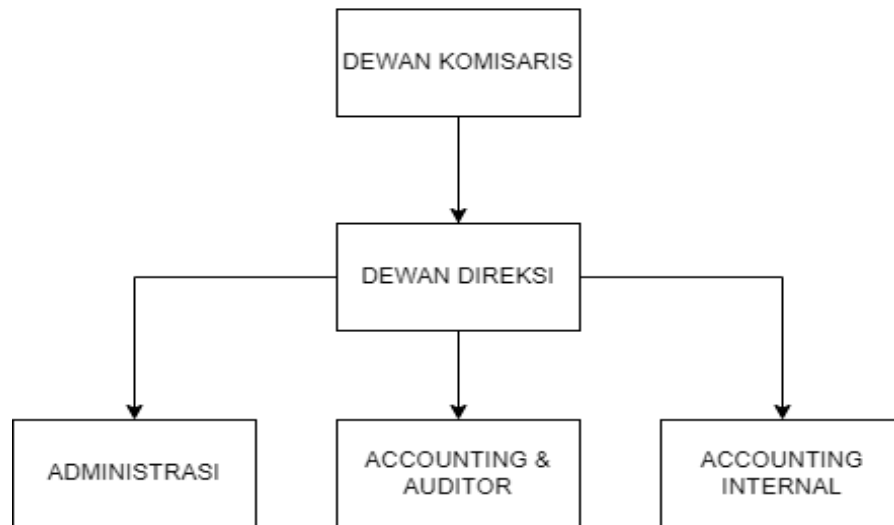 DEWAN KOMISARIS
DEWAN DIREKSI
ADMINISTRASI
ACCOUNTING &
AUDITOR
ACCOUNTING
INTERNAL